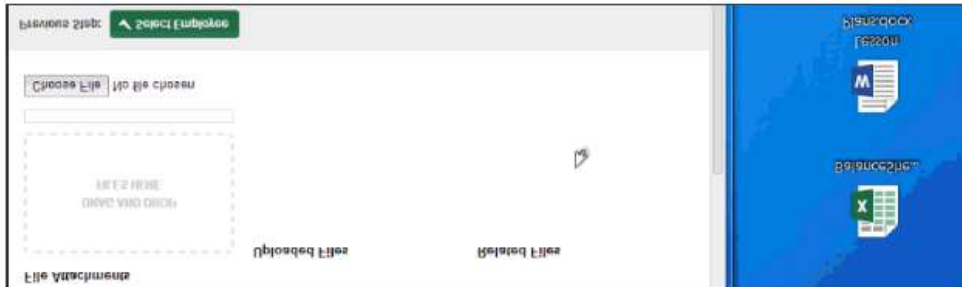 File Attachments
Uploaded Files
Related Files
DRAG AND DROP
FILES HERE
Choose File No file chosen
Previous Step: ✔ Select Employee
BalanceShe...
Lesson
Plans.docx